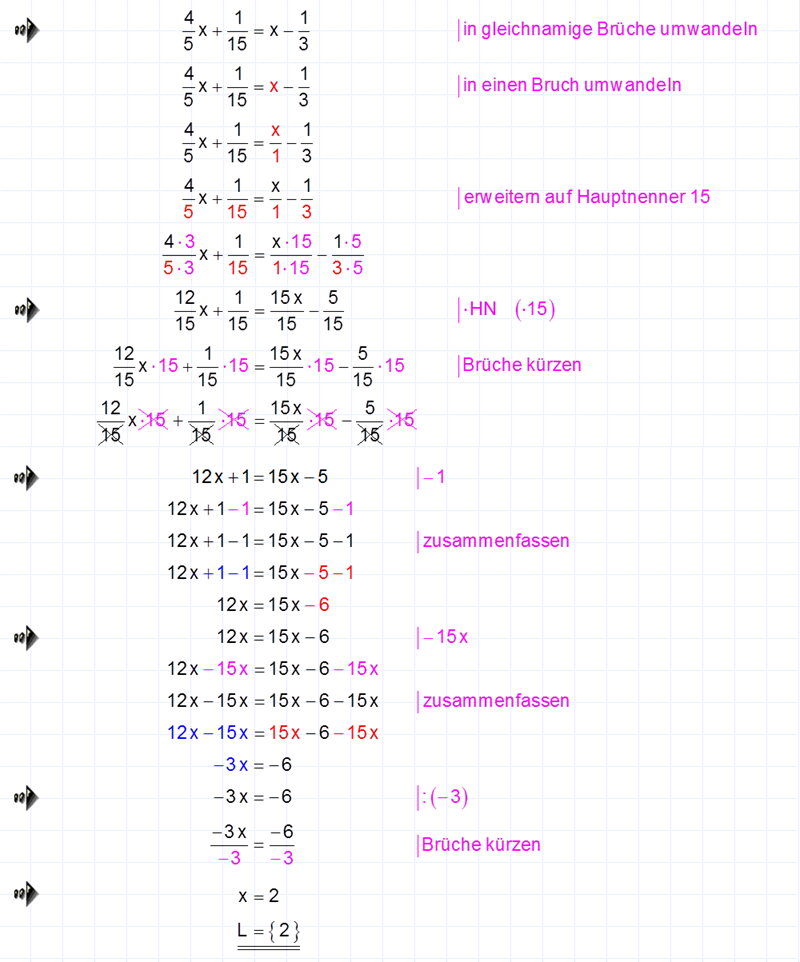 4/5 x + 1/15 = x − 1/3 |in gleichnamige Brüche umwandeln
4/5 x + 1/15 = x − 1/3 |in einen Bruch umwandeln
4/5 x + 1/15 = x/1 − 1/3
4/5 x + 1/15 = x/1 − 1/3 |erweitern auf Hauptnenner 15
4·3/5·3 x + 1/15 = x·15/1·15 − 1·5/3·5
12/15 x + 1/15 = 15x/15 − 5/15 |·HN (·15)
12/15 x·15 + 1/15 ·15 = 15x/15 ·15 − 5/15 ·15 |Brüche kürzen
12/15 x·15 + 1/15 ·15 = 15x/15 ·15 − 5/15 ·15
12x + 1 = 15x − 5 |−1
12x + 1 − 1 = 15x − 5 − 1
12x + 1 − 1 = 15x − 5 − 1 |zusammenfassen
12x + 1 − 1 = 15x − 5 − 1
12x = 15x − 6
12x = 15x − 6 |−15x
12x − 15x = 15x − 6 − 15x
12x − 15x = 15x − 6 − 15x |zusammenfassen
12x − 15x = 15x − 6 − 15x
−3x = −6
−3x = −6 |:(−3)
−3x/−3 = −6/−3 |Brüche kürzen
x = 2
L = {2}